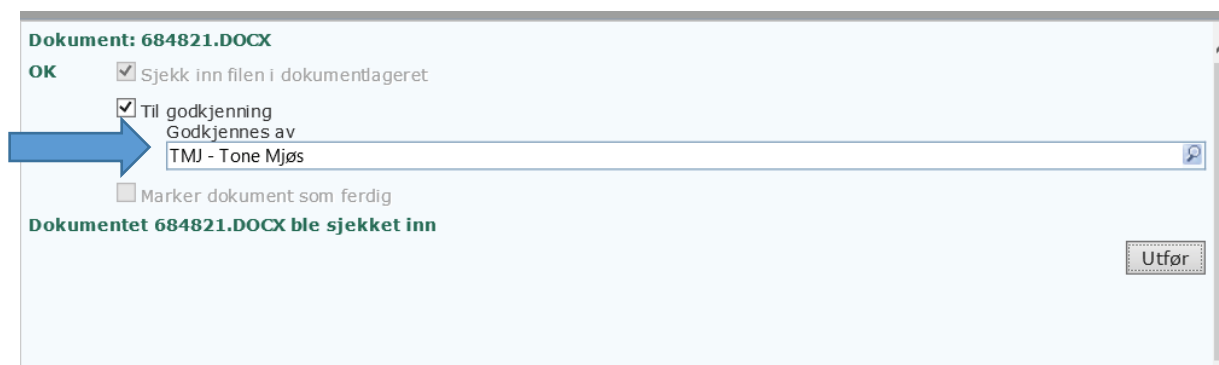 Dokument: 684821.DOCX
OK Sjekk inn filen i dokumentlageret
Til godkjenning
Godkjennes av
TMJ - Tone Mjøs
Marker dokument som ferdig
Dokumentet 684821.DOCX ble sjekket inn
Utfør